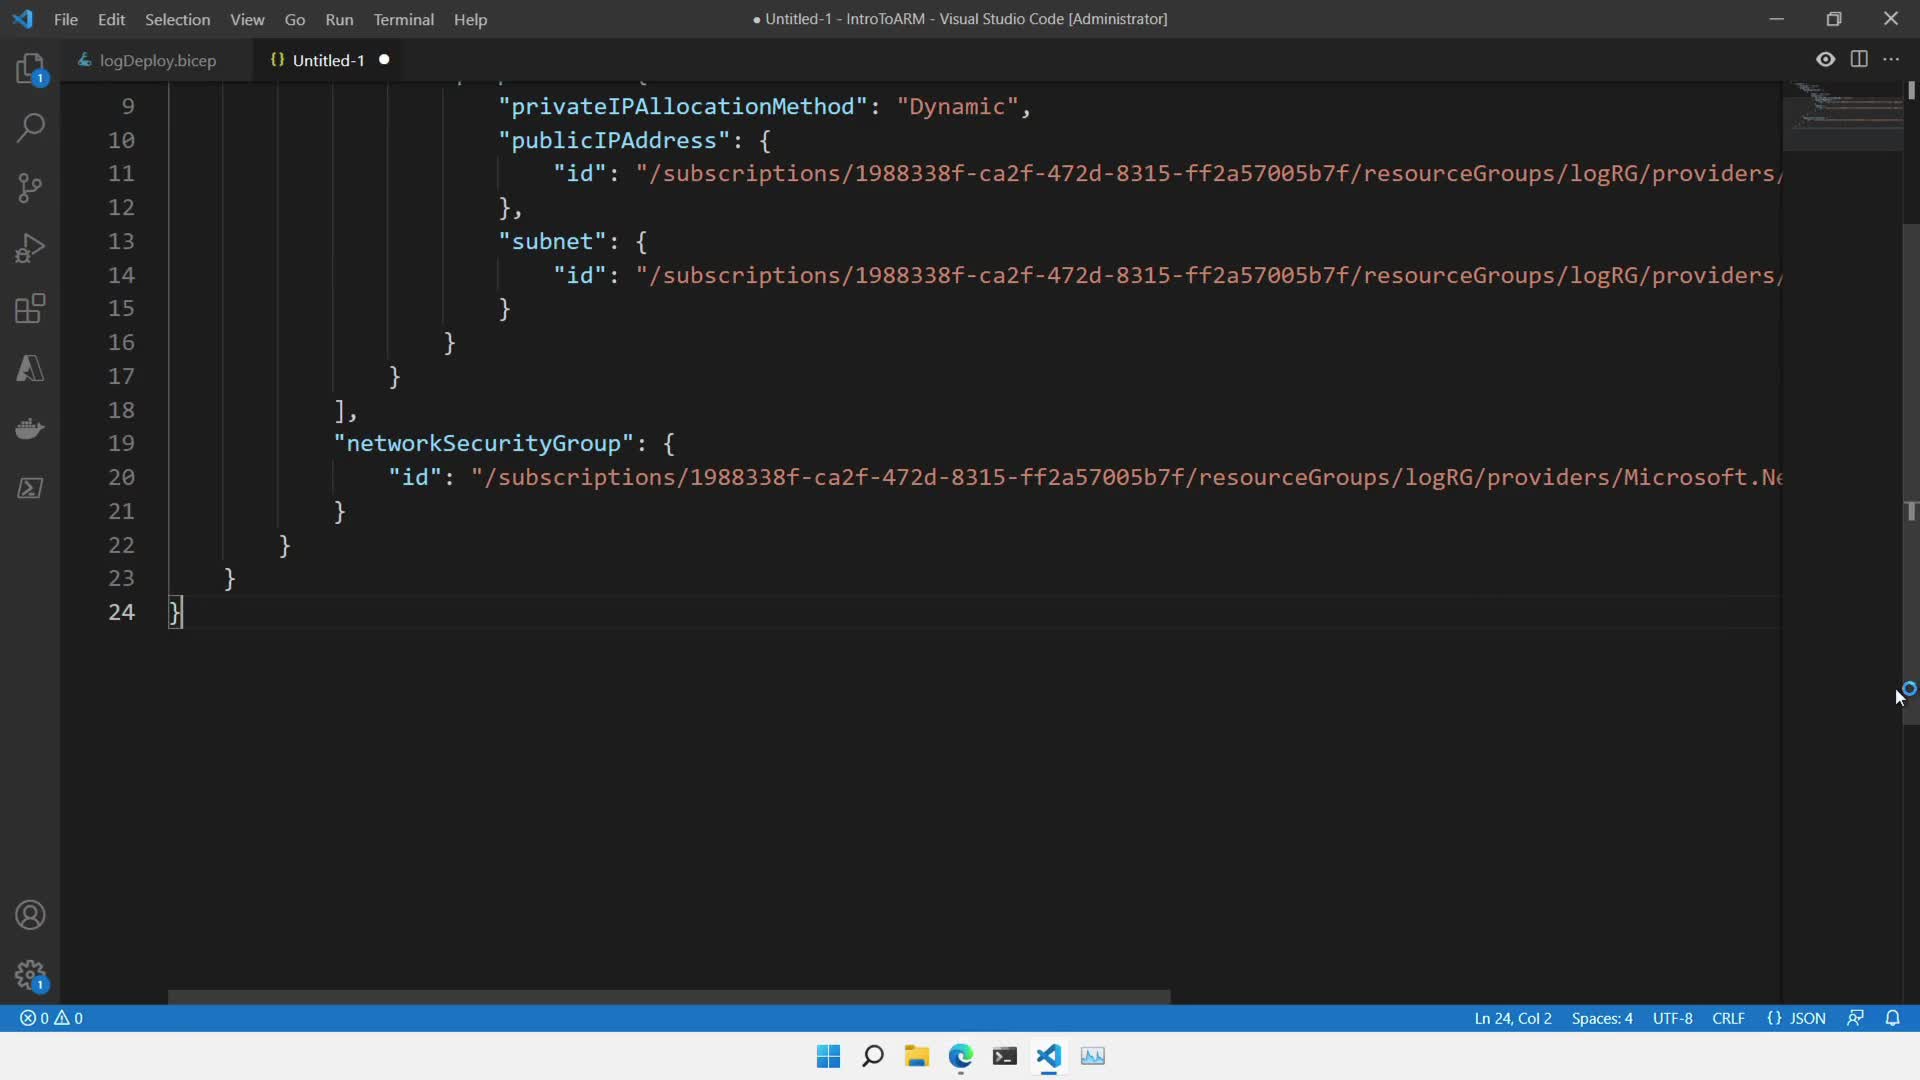 File Edit Selection View Go Run Terminal Help
● Untitled-1 - IntroToARM - Visual Studio Code [Administrator]
1
logDeploy.bicep
{} Untitled-1 ●
9 "privateIPAllocationMethod": "Dynamic",
10 "publicIPAddress": {
11 "id": "/subscriptions/1988338f-ca2f-472d-8315-ff2a57005b7f/resourceGroups/logRG/providers/
12 },
13 "subnet": {
14 "id": "/subscriptions/1988338f-ca2f-472d-8315-ff2a57005b7f/resourceGroups/logRG/providers/
15 }
16 }
17 }
18 ],
19 "networkSecurityGroup": {
20 "id": "/subscriptions/1988338f-ca2f-472d-8315-ff2a57005b7f/resourceGroups/logRG/providers/Microsoft.Ne
21 }
22 }
23 }
24 }
1
0 0
Ln 24, Col 2 Spaces: 4 UTF-8 CRLF {} JSON